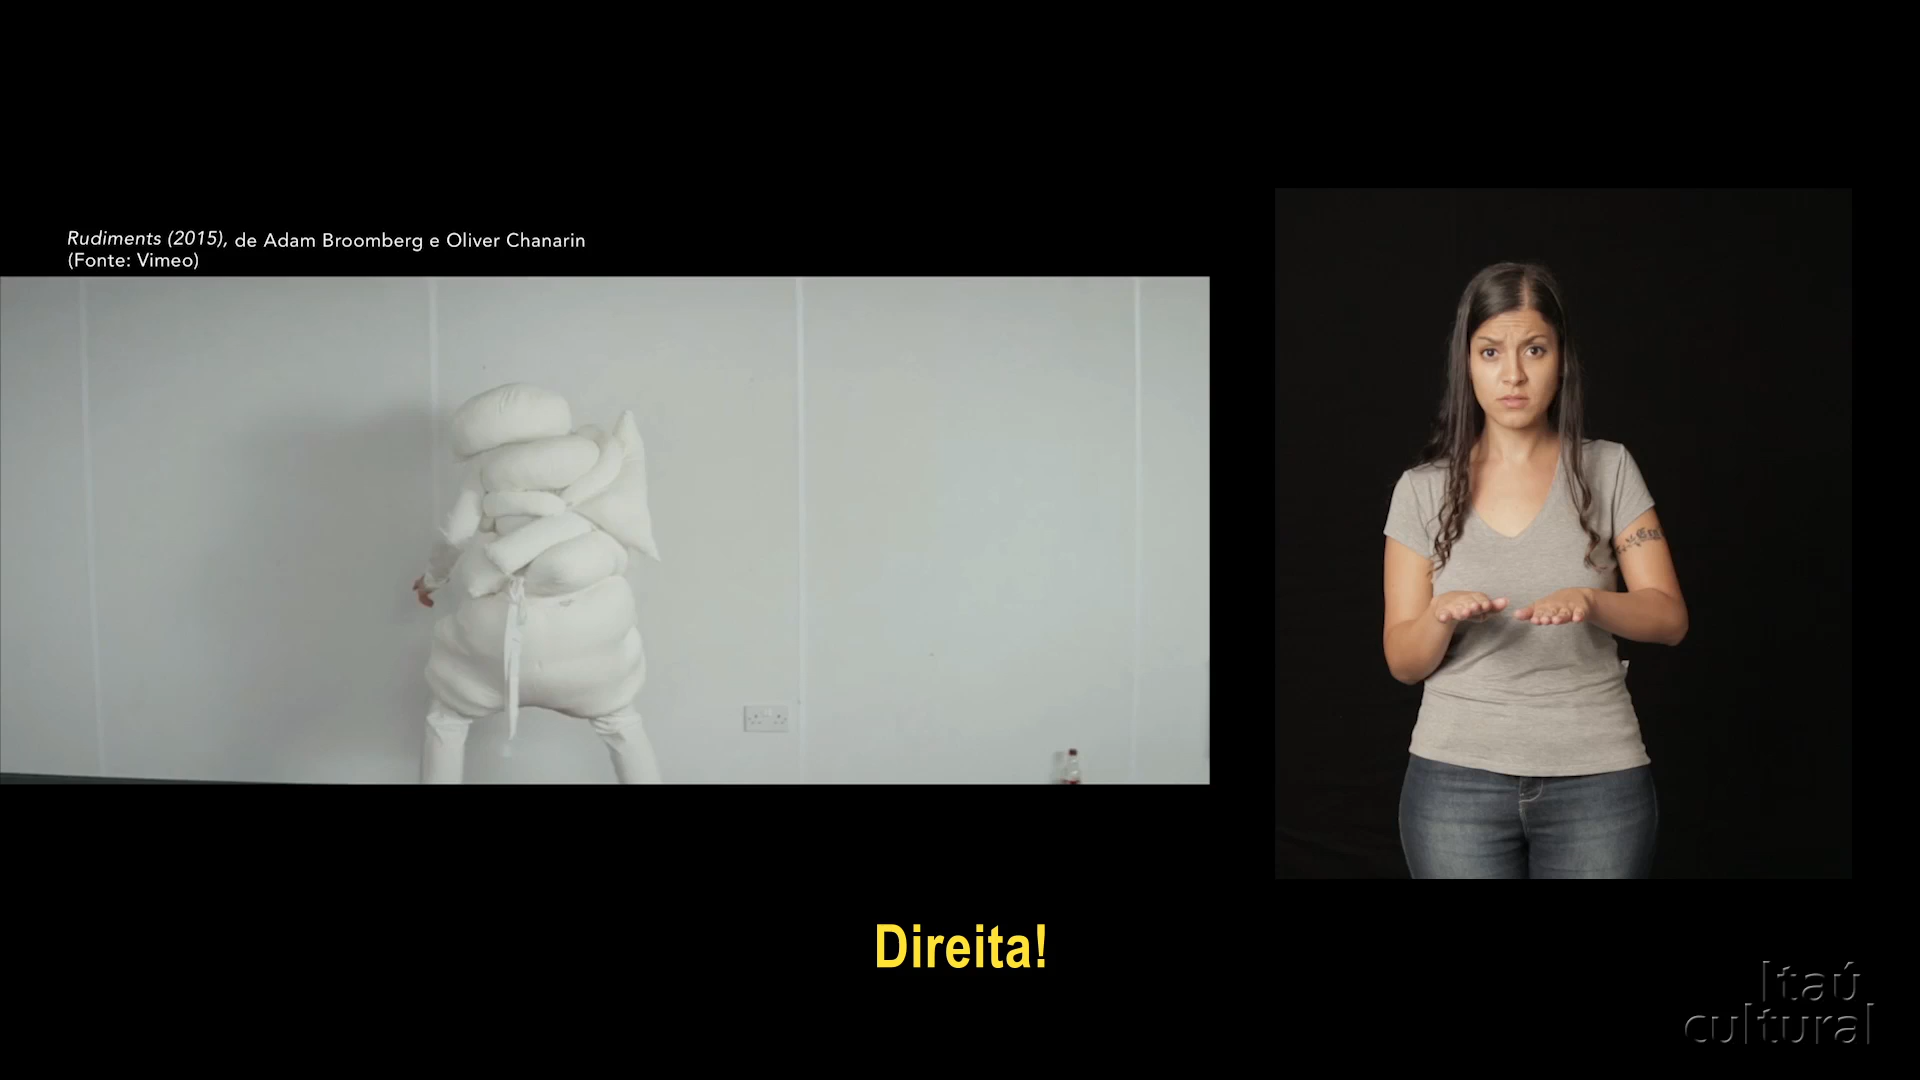 Rudiments (2015), de Adam Broomberg e Oliver Chanarin
(Fonte: Vimeo)
Direita!
Itaú
cultural